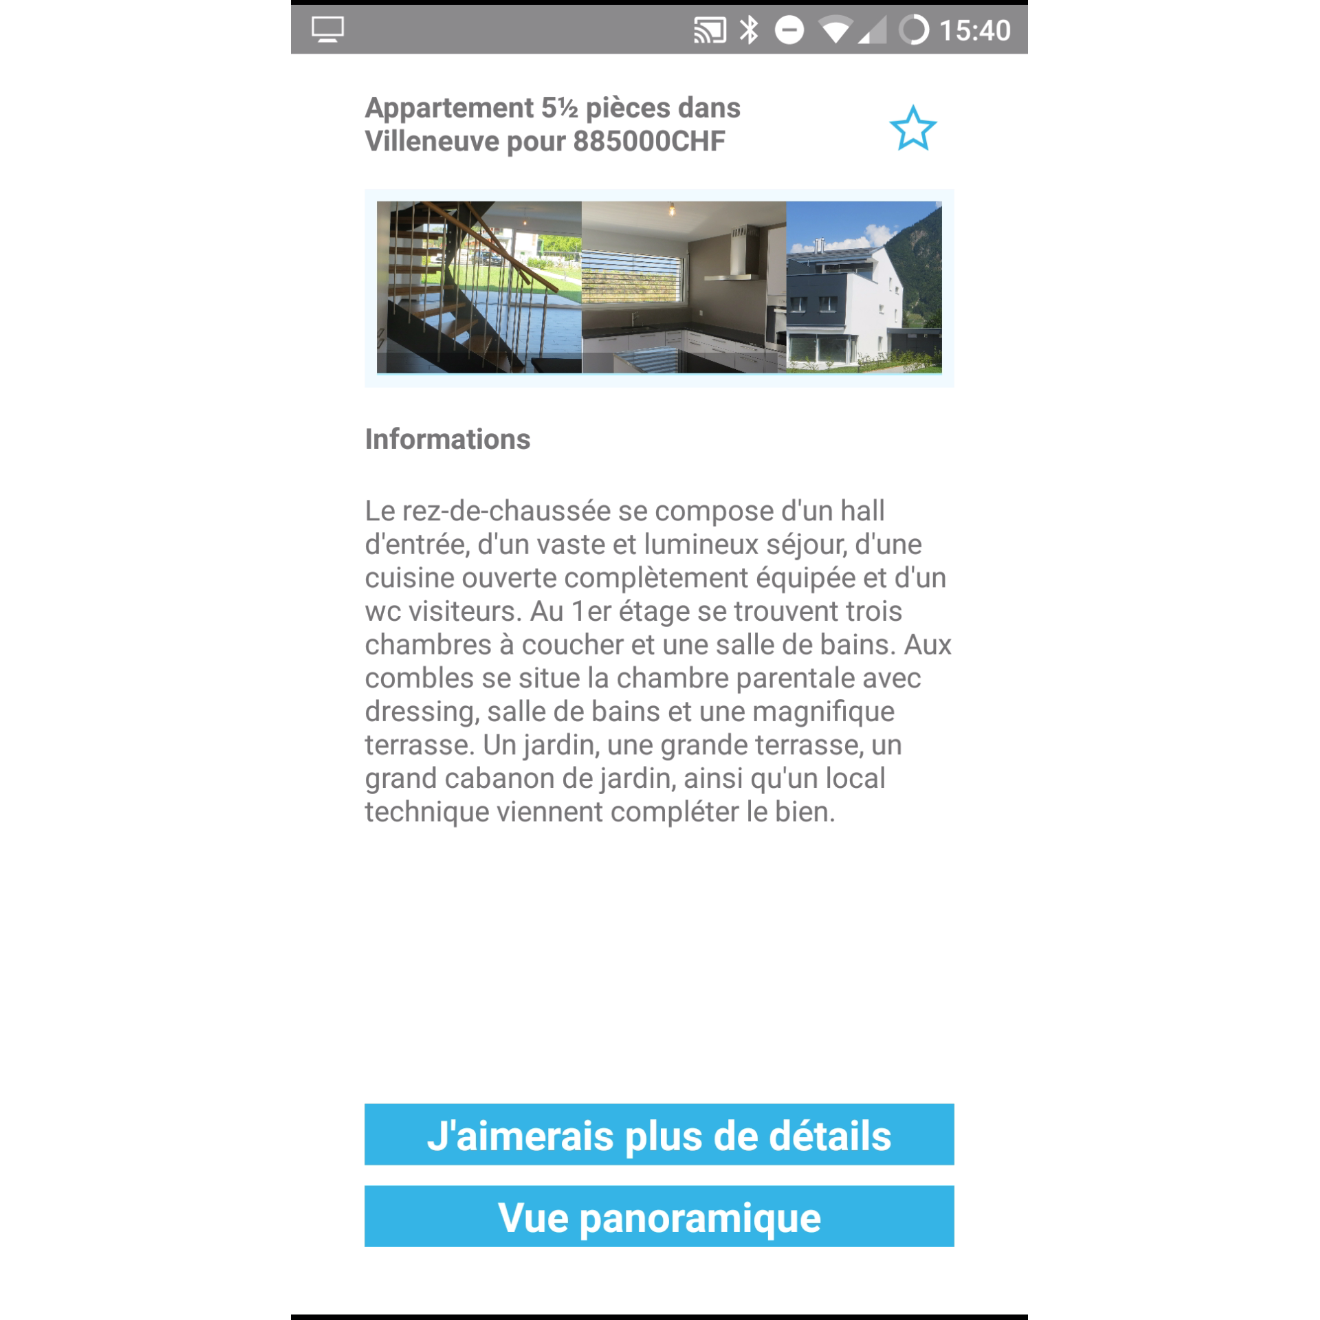 15:40
Appartement 5½ pièces dans
Villeneuve pour 885000CHF
Informations
Le rez-de-chaussée se compose d'un hall
d'entrée, d'un vaste et lumineux séjour, d'une
cuisine ouverte complètement équipée et d'un
wc visiteurs. Au 1er étage se trouvent trois
chambres à coucher et une salle de bains. Aux
combles se situe la chambre parentale avec
dressing, salle de bains et une magnifique
terrasse. Un jardin, une grande terrasse, un
grand cabanon de jardin, ainsi qu'un local
technique viennent compléter le bien.
J'aimerais plus de détails
Vue panoramique